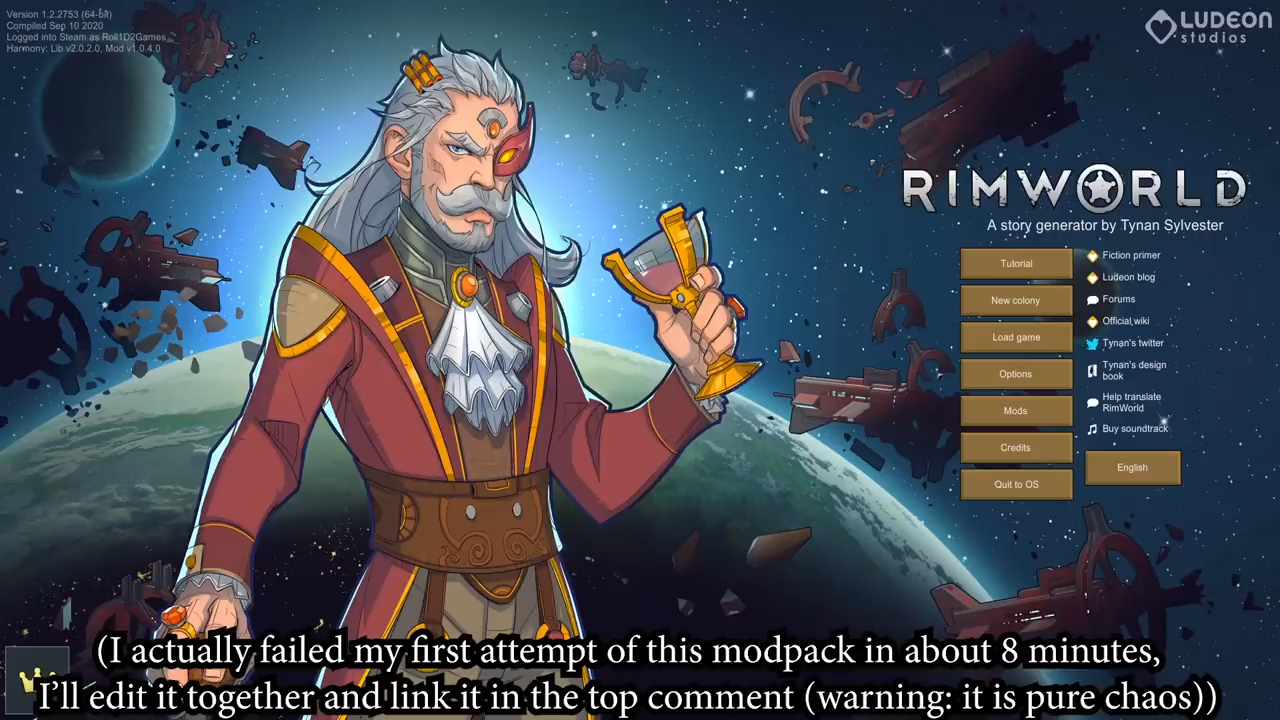 Version 1.2.2753 (64-bit)
Compiled Sep 10 2020
Logged into Steam as Roll1D2Games
Harmony: Lib v2.0.2.0, Mod v1.0.4.0
LUDEON
studios
RIMWORLD
A story generator by Tynan Sylvester
Tutorial
New colony
Load game
Options
Mods
Credits
Quit to OS
Fiction primer
Ludeon blog
Forums
Official wiki
Tynan's twitter
Tynan's design
book
Help translate
RimWorld
Buy soundtrack
English
(I actually failed my first attempt of this modpack in about 8 minutes,
I'll edit it together and link it in the top comment (warning: it is pure chaos))